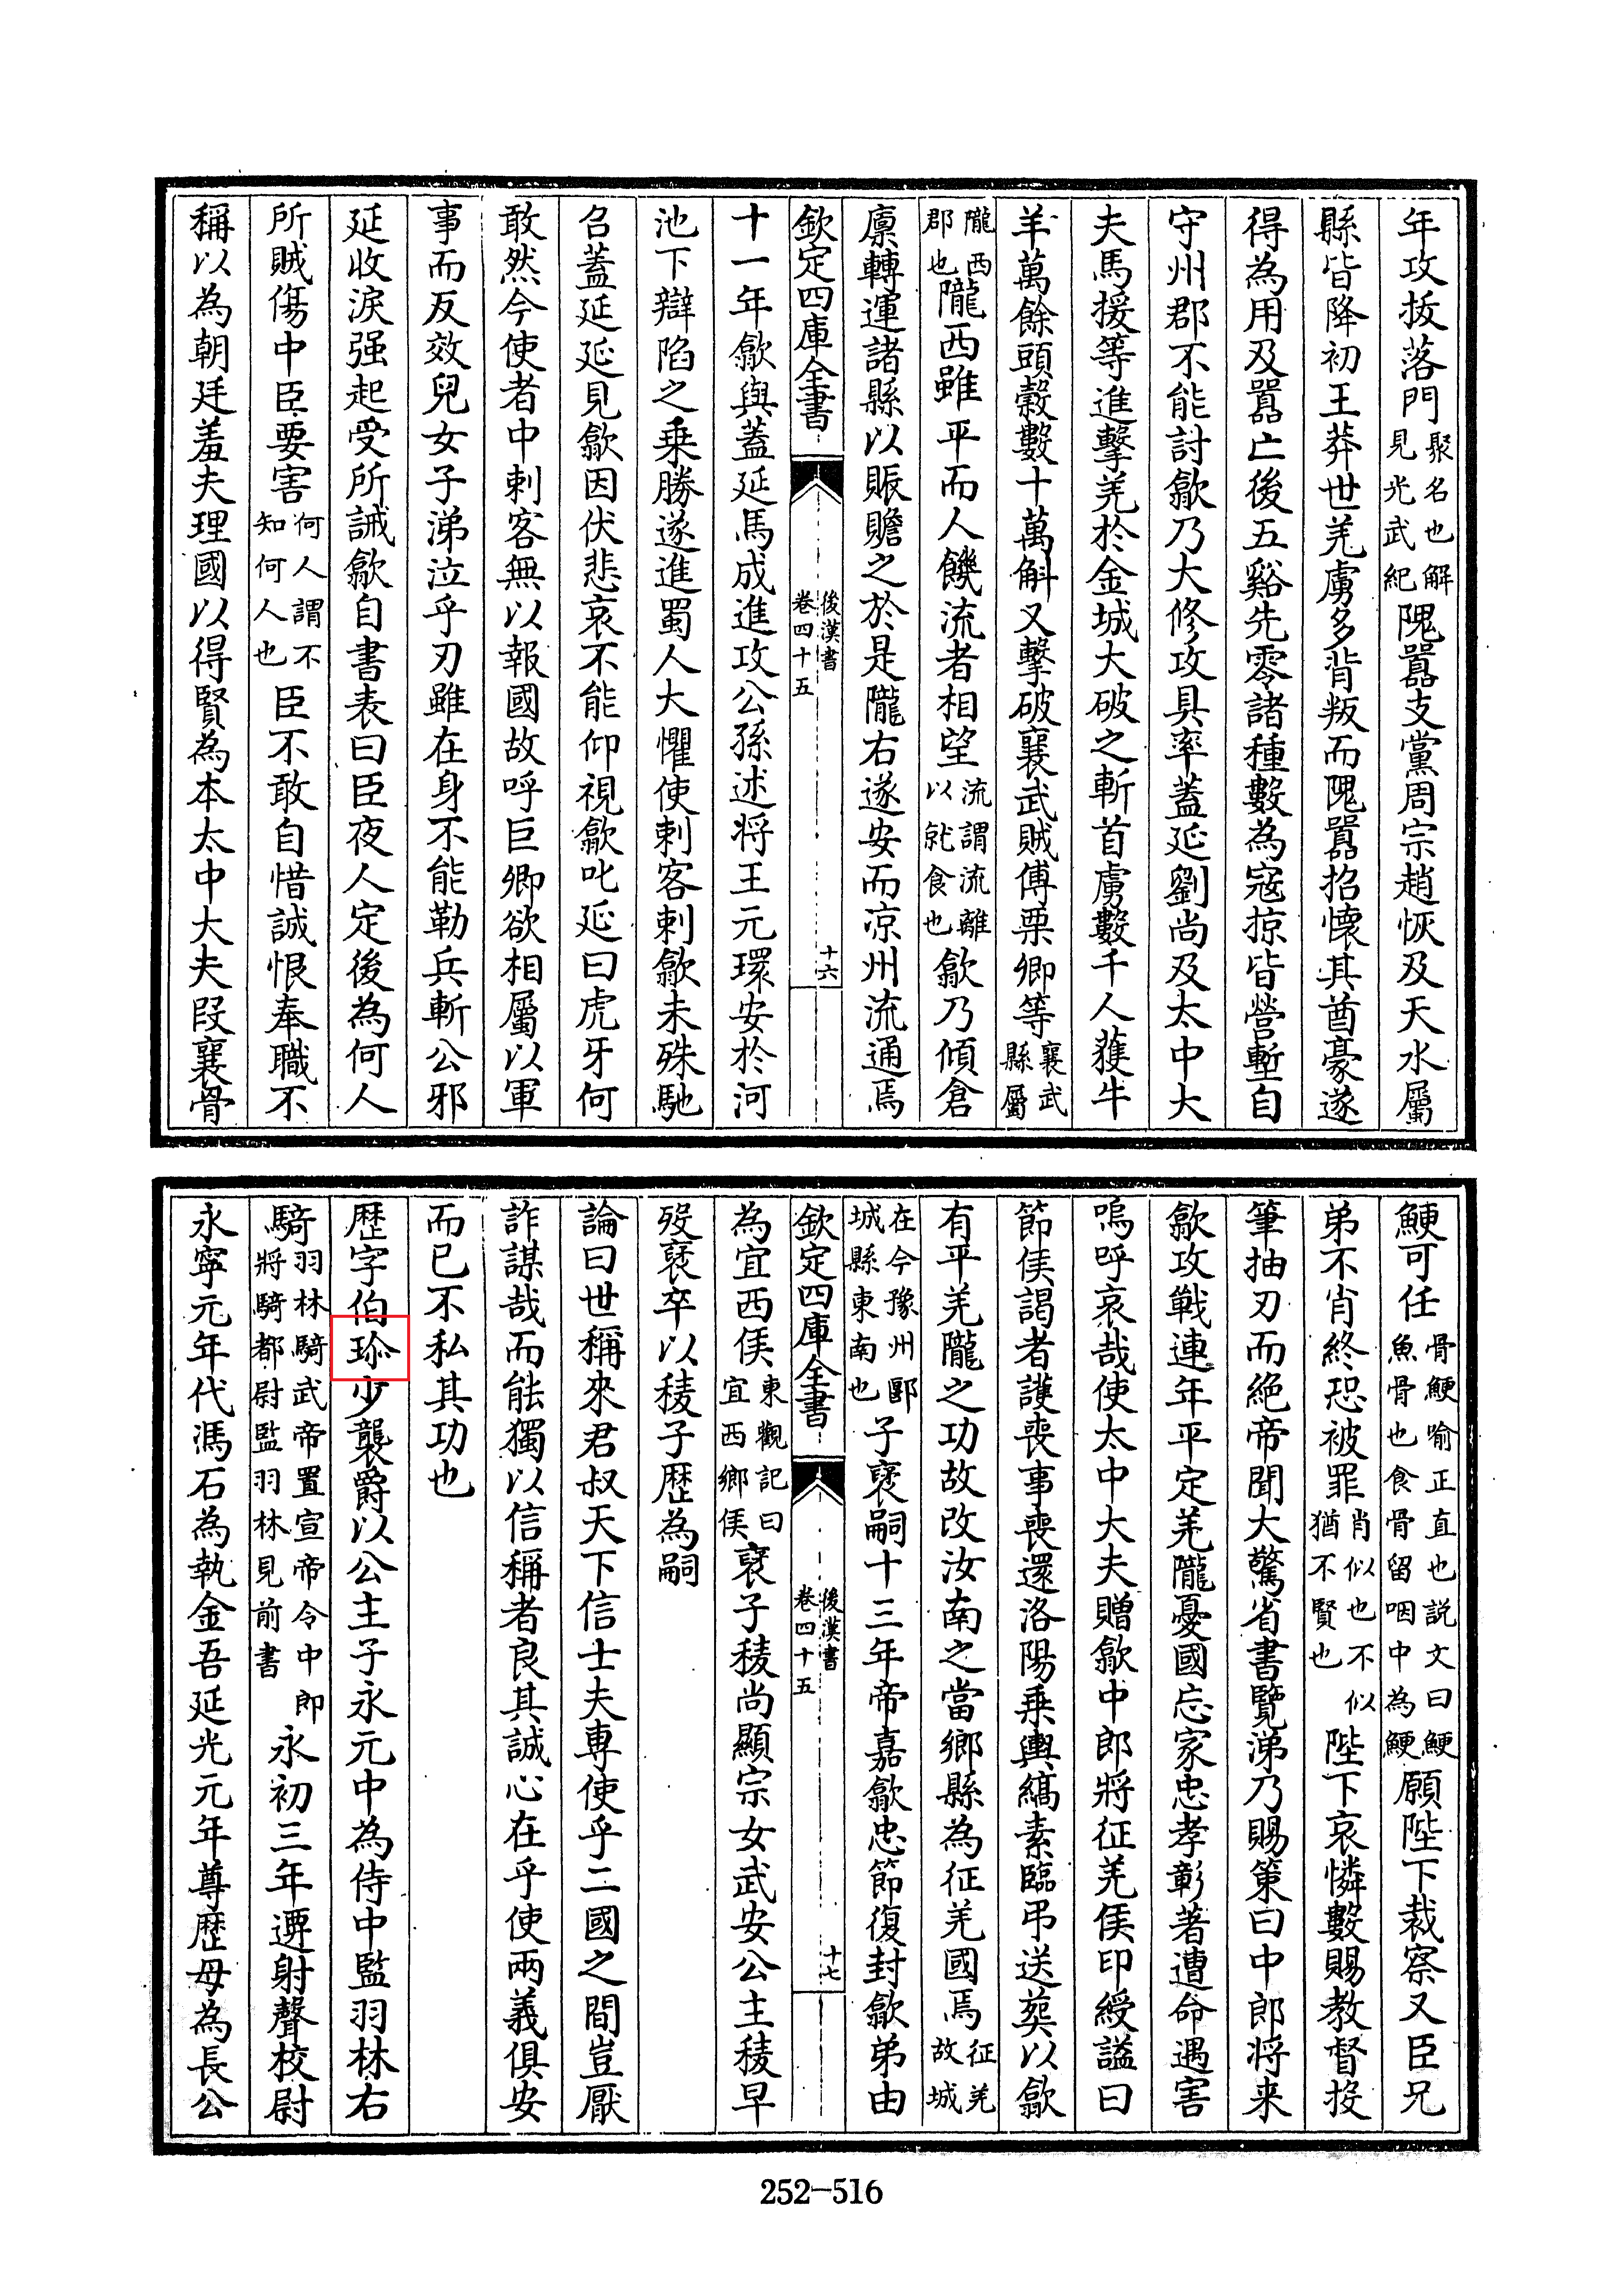 年攻拔落門聚名也解見光武紀隗囂支黨周宗趙恢及天水屬
縣皆降初王莽世羌虜多背叛而隗囂招懷其酋豪遂
得為用及囂亡後五谿先零諸種數為寇掠皆營塹自
守州郡不能討歙乃大修攻具率蓋延劉尚及太中大
夫馬援等進擊羌於金城大破之斬首虜數千人獲牛
羊萬餘頭穀數十萬斛又擊破襄武賊傅栗卿等襄武縣屬
隴西郡也隴西雖平而人饑流者相望流謂流離以就食也歙乃傾倉
廪轉運諸縣以賑贍之於是隴右遂安而凉州流通焉
欽定四庫全書 後漢書卷四十五 十六
十一年歙與蓋延馬成進攻公孫述将王元環安於河
池下辯陷之乗勝遂進蜀人大懼使刺客刺歙未殊馳
召蓋延延見歙因伏悲哀不能仰視歙叱延曰虎牙何
敢然今使者中刺客無以報國故呼巨卿欲相屬以軍
事而反效兒女子涕泣乎刃雖在身不能勒兵斬公邪
延收淚强起受所誡歙自書表曰臣夜人定後為何人
所賊傷中臣要害何人謂不知何人也臣不敢自惜誠恨奉職不
稱以為朝廷羞夫理國以得賢為本太中大夫段襄骨
鯁可任骨鯁喻正直也説文曰鯁魚骨也食骨留咽中為鯁願陛下裁察又臣兄
弟不肖終恐被罪肖似也不似猶不賢也陛下哀憐數賜教督投
筆抽刃而絶帝聞大驚省書覽涕乃賜策曰中郎将来
歙攻戰連年平定羌隴憂國忘家忠孝彰著遭命遇害
嗚呼哀哉使太中大夫贈歙中郎將征羌侯印綬謚曰
節侯謁者護喪事喪還洛陽乗輿縞素臨弔送葬以歙
有平羌隴之功故改汝南之當鄉縣為征羌國焉征羌故城
在今豫州郾城縣東南也子襃嗣十三年帝嘉歙忠節復封歙弟由
欽定四庫全書 後漢書卷四十五 十七
為宜西侯東觀記曰宜西鄉侯襃子稜尚顯宗女武安公主稜早
歿襃卒以稜子歴為嗣
論曰世稱來君叔天下信士夫専使乎二國之間豈厭
詐謀哉而能獨以信稱者良其誠心在乎使兩義俱安
而已不私其功也
歴字伯珎少襲爵以公主子永元中為侍中監羽林右
騎羽林騎武帝置宣帝令中郎將騎都尉監羽林見前書永初三年遷射聲校尉
永寧元年代馮石為執金吾延光元年尊歴母為長公
252-516